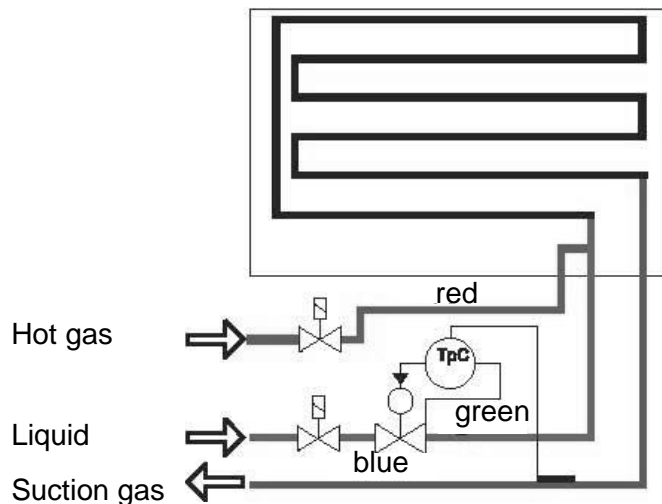 red
Hot gas
TpC
green
Liquid
blue
Suction gas